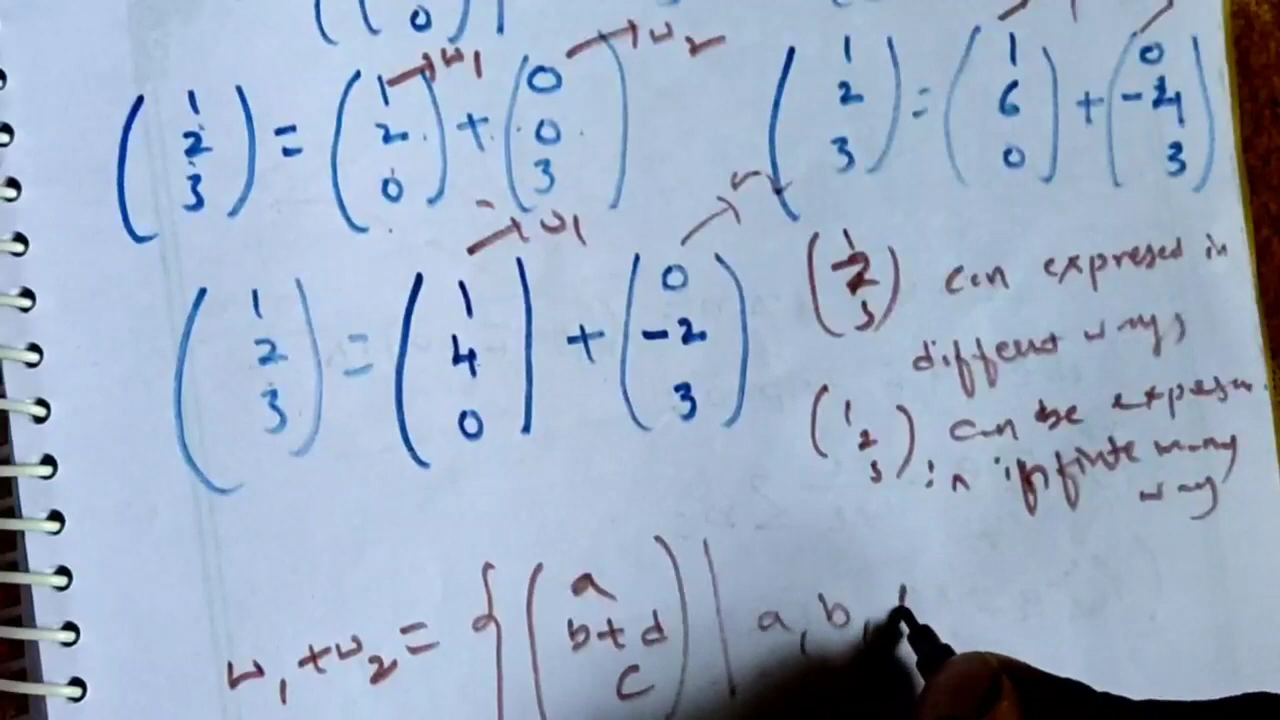 0
(1 2 3) = (1 2 0) + (0 0 3)
→ w1
→ w2
(1 2 3) = (1 6 0) + (0 -4 3)
(1 2 3) = (1 4 0) + (0 -2 3)
→ w1
(1 2 3) can expresed in
different ways
(1 2 3) can be
in infinite many
way
w1 + w2 = { (a b+d c) | a, b,